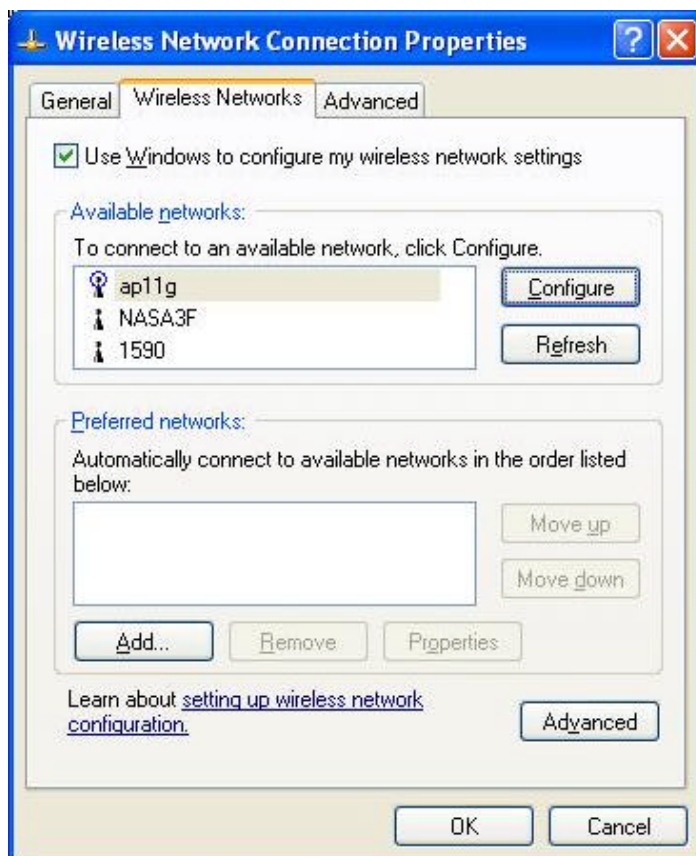 Wireless Network Connection Properties
General Wireless Networks Advanced
Use Windows to configure my wireless network settings
Available networks:
To connect to an available network, click Configure.
ap11g
Configure
NASA3F
1590
Refresh
Preferred networks:
Automatically connect to available networks in the order listed
below:
Move up
Move down
Add... Remove Properties
Learn about setting up wireless network
configuration.
Advanced
OK Cancel